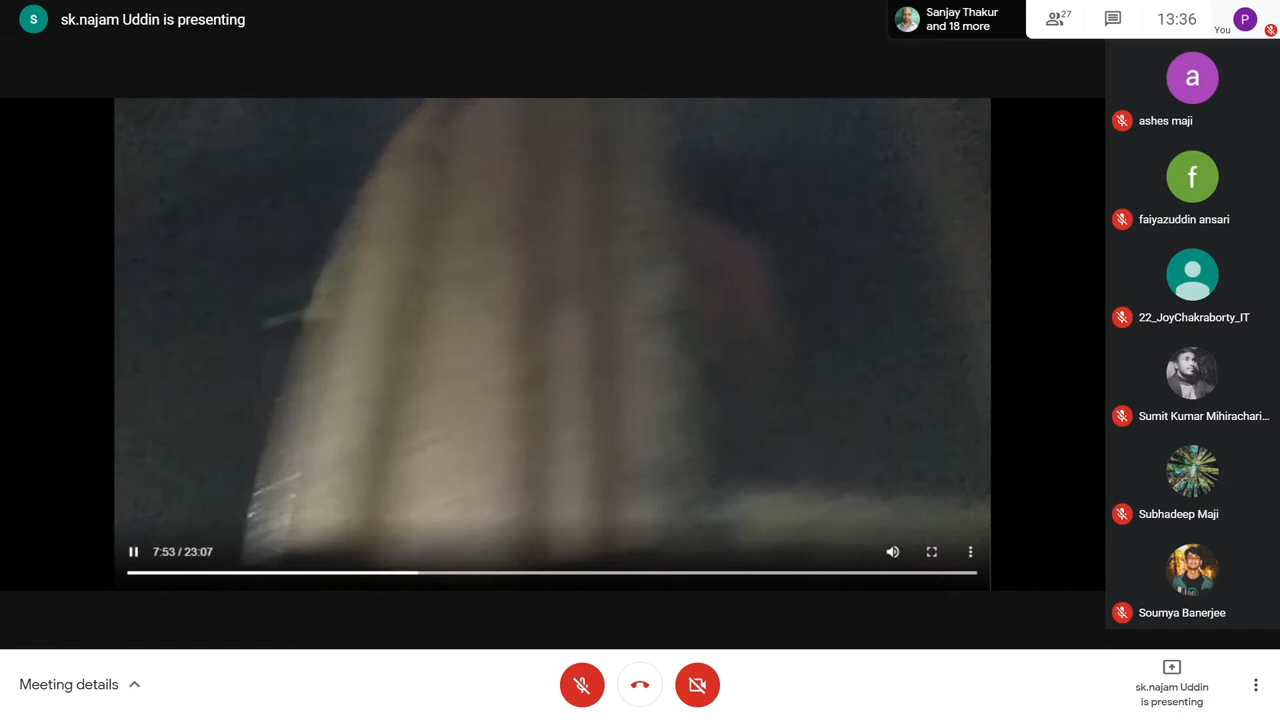 S
sk.najam Uddin is presenting
Sanjay Thakur
and 18 more
27
13:36
You
P
a
ashes maji
f
faiyazuddin ansari
22_JoyChakraborty_IT
Sumit Kumar Mihirachari...
Subhadeep Maji
Soumya Banerjee
7:53 / 23:07
Meeting details
sk.najam Uddin
is presenting